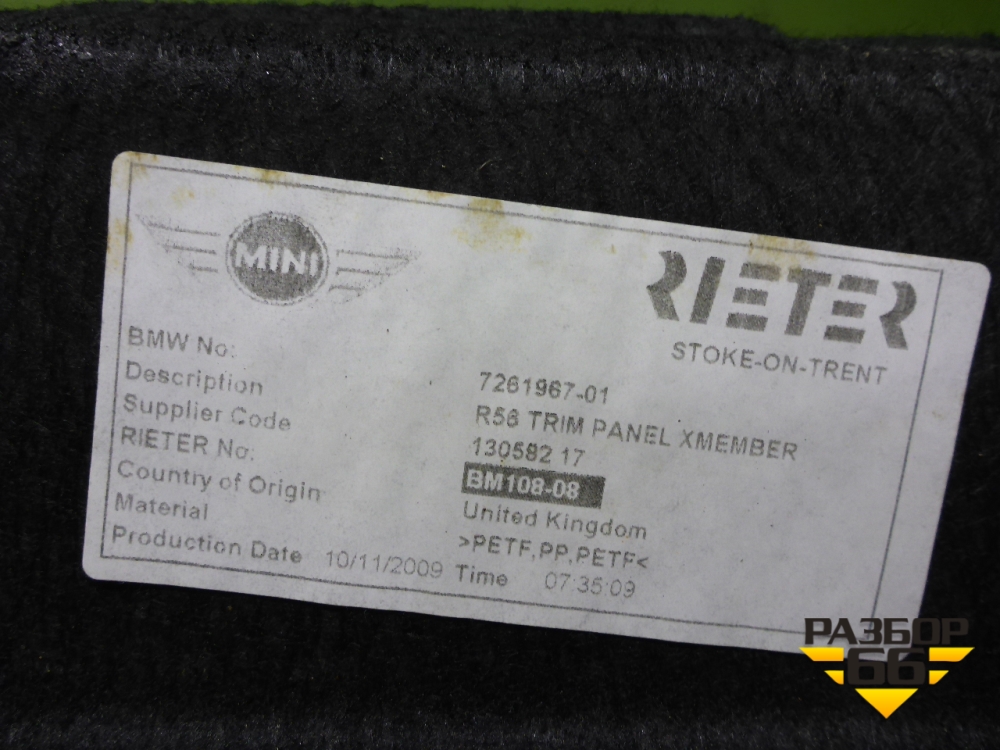 MINI
RIETER
STOKE-ON-TRENT
BMW No: 7261967-01
Description R56 TRIM PANEL XMEMBER
Supplier Code 130582 17
RIETER No: BM108-08
Country of Origin United Kingdom
Material >PETF,PP,PETF<
Production Date 10/11/2009 Time 07:35:09
РАЗБОР
66